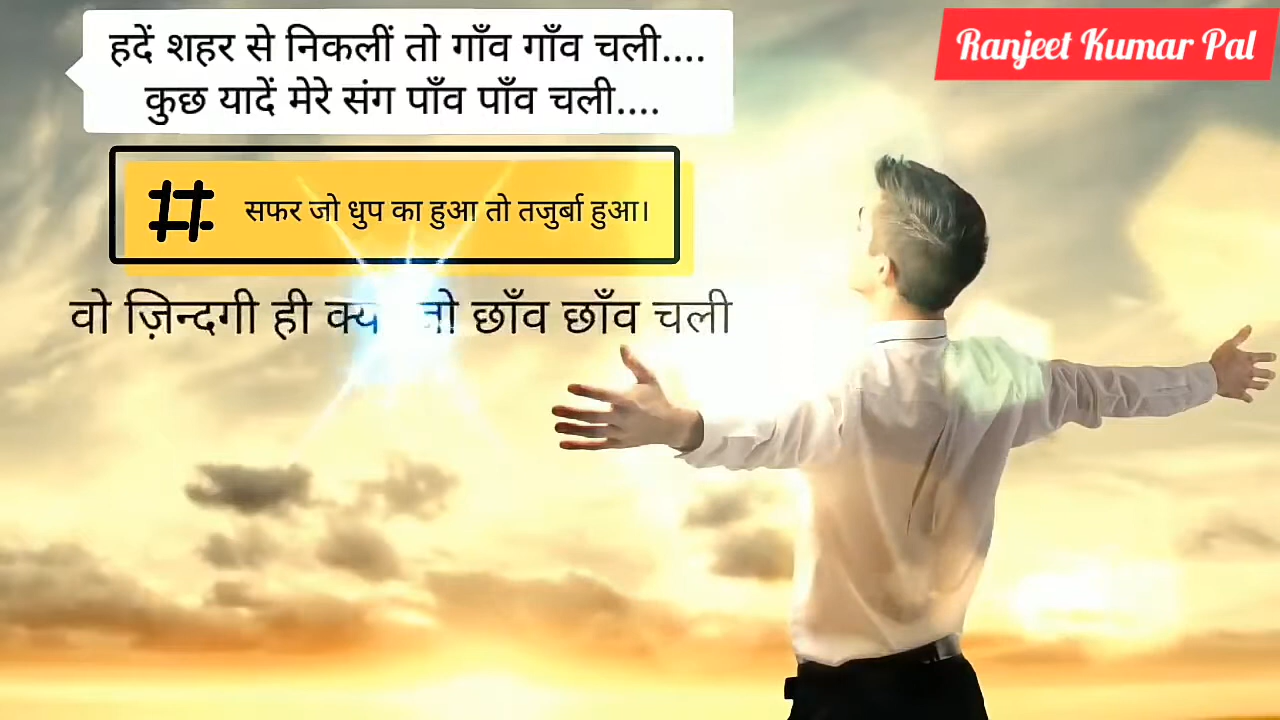 हदें शहर से निकलीं तो गाँव गाँव चली....
कुछ यादें मेरे संग पाँव पाँव चली....
Ranjeet Kumar Pal
# सफर जो धुप का हुआ तो तजुर्बा हुआ।
वो ज़िन्दगी ही छाँव छाँव चली